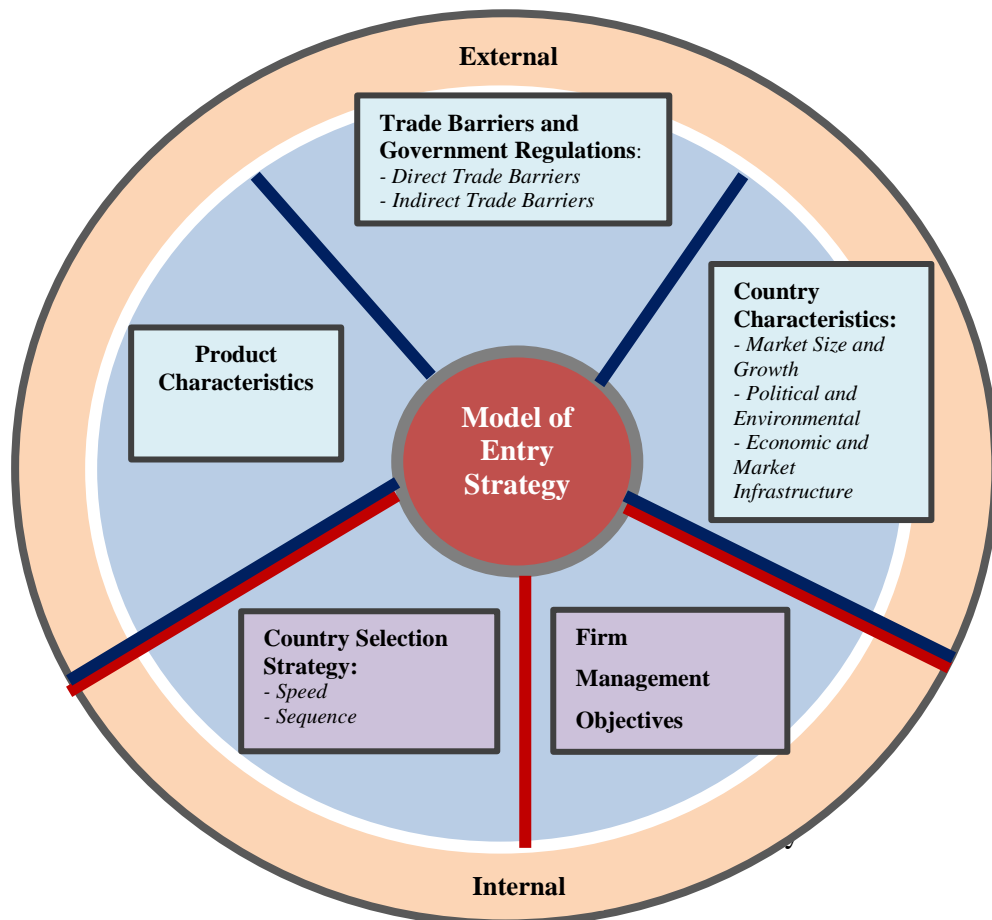 External
Trade Barriers and
Government Regulations:
- Direct Trade Barriers
- Indirect Trade Barriers
Country
Characteristics:
- Market Size and
Growth
- Political and
Environmental
- Economic and
Market
Infrastructure
Product
Characteristics
Model of
Entry
Strategy
Country Selection
Strategy:
- Speed
- Sequence
Firm
Management
Objectives
Internal